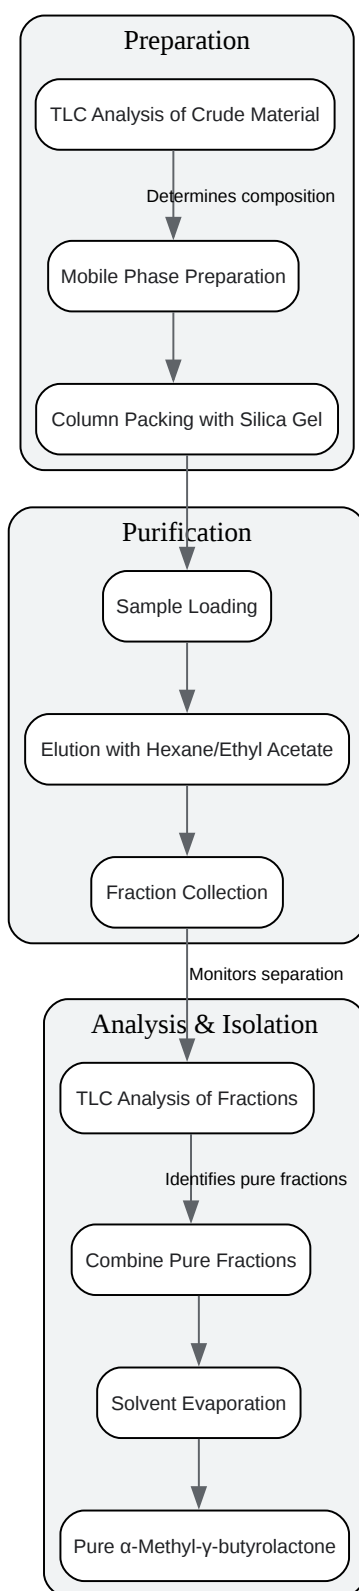 Preparation
TLC Analysis of Crude Material
Determines composition
Mobile Phase Preparation
Column Packing with Silica Gel
Purification
Sample Loading
Elution with Hexane/Ethyl Acetate
Fraction Collection
Monitors separation
Analysis & Isolation
TLC Analysis of Fractions
Identifies pure fractions
Combine Pure Fractions
Solvent Evaporation
Pure α-Methyl-γ-butyrolactone